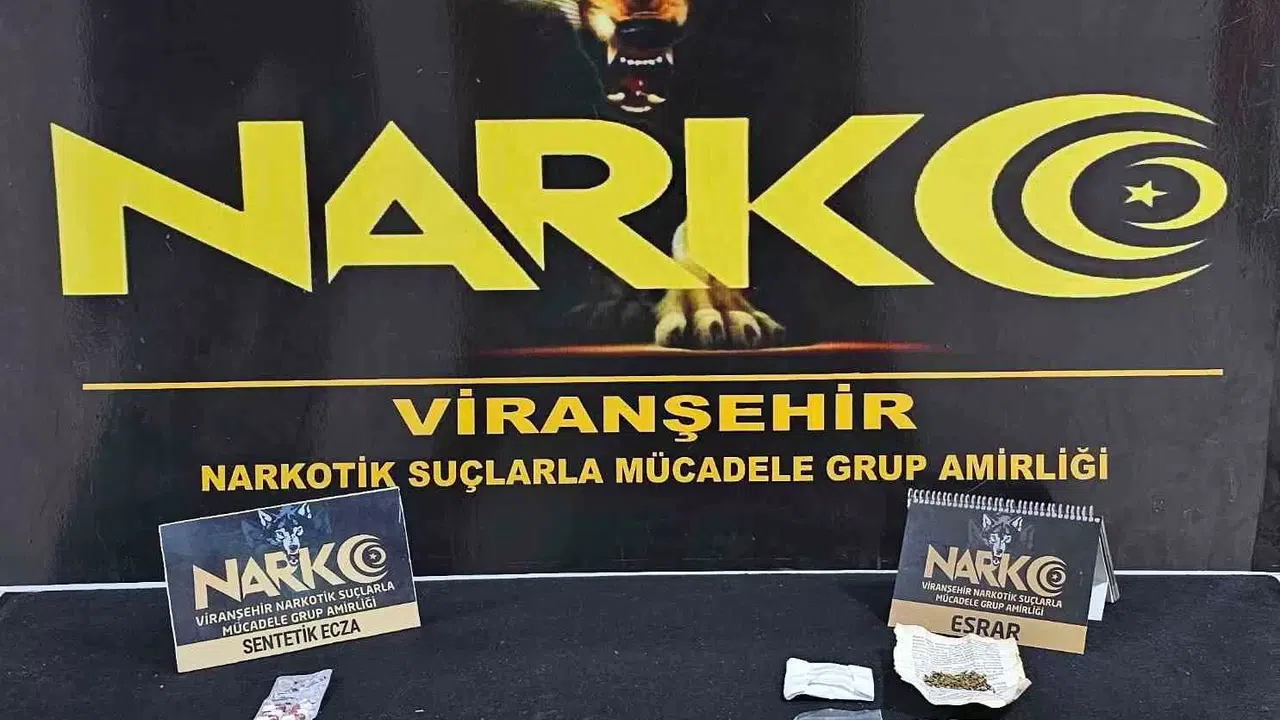 NARKO
VİRANŞEHİR
NARKOTİK SUÇLARLA MÜCADELE GRUP AMİRLİĞİ
NARKO
VİRANŞEHİR NARKOTİK SUÇLARLA
MÜCADELE GRUP AMİRLİĞİ
SENTETİK ECZA
NARKO
VİRANŞEHİR NARKOTİK SUÇLARLA
MÜCADELE GRUP AMİRLİĞİ
ESRAR